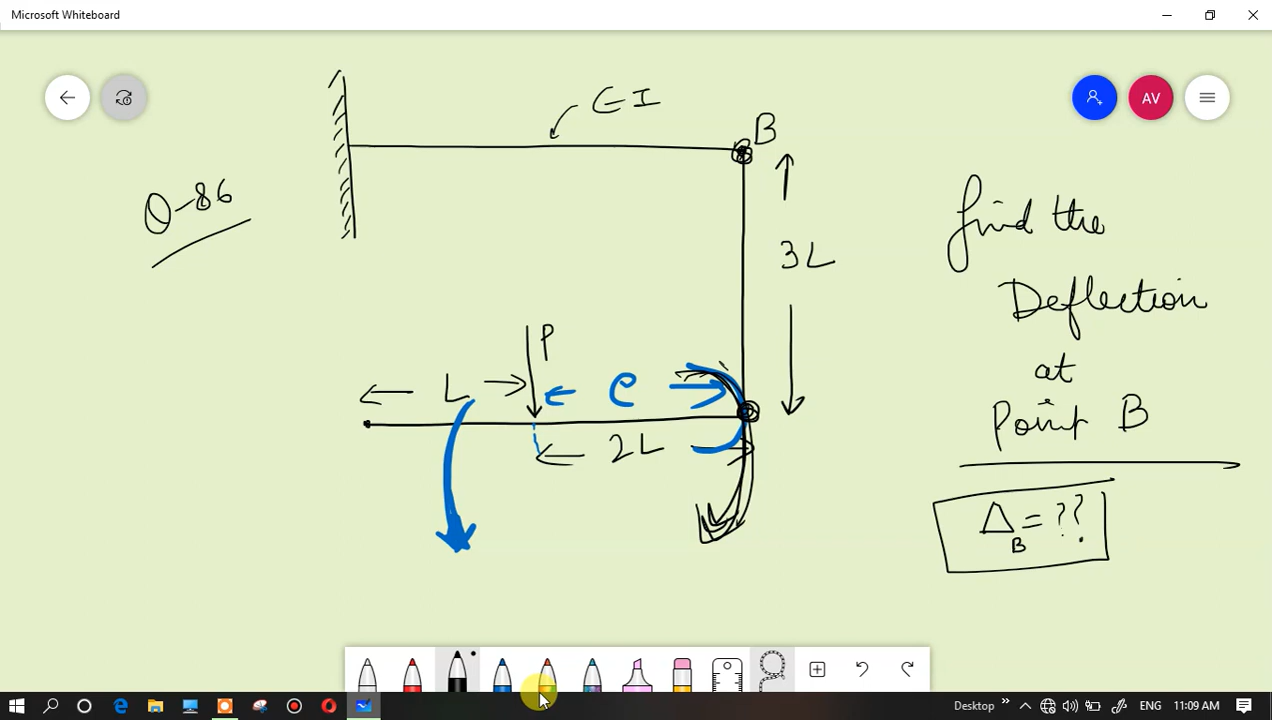 Microsoft Whiteboard
AV
EI
B
Q-86
3L
find the
Deflection
at
Point B
P
L
e
2L
Δ_B = ??
Desktop
ENG
11:09 AM